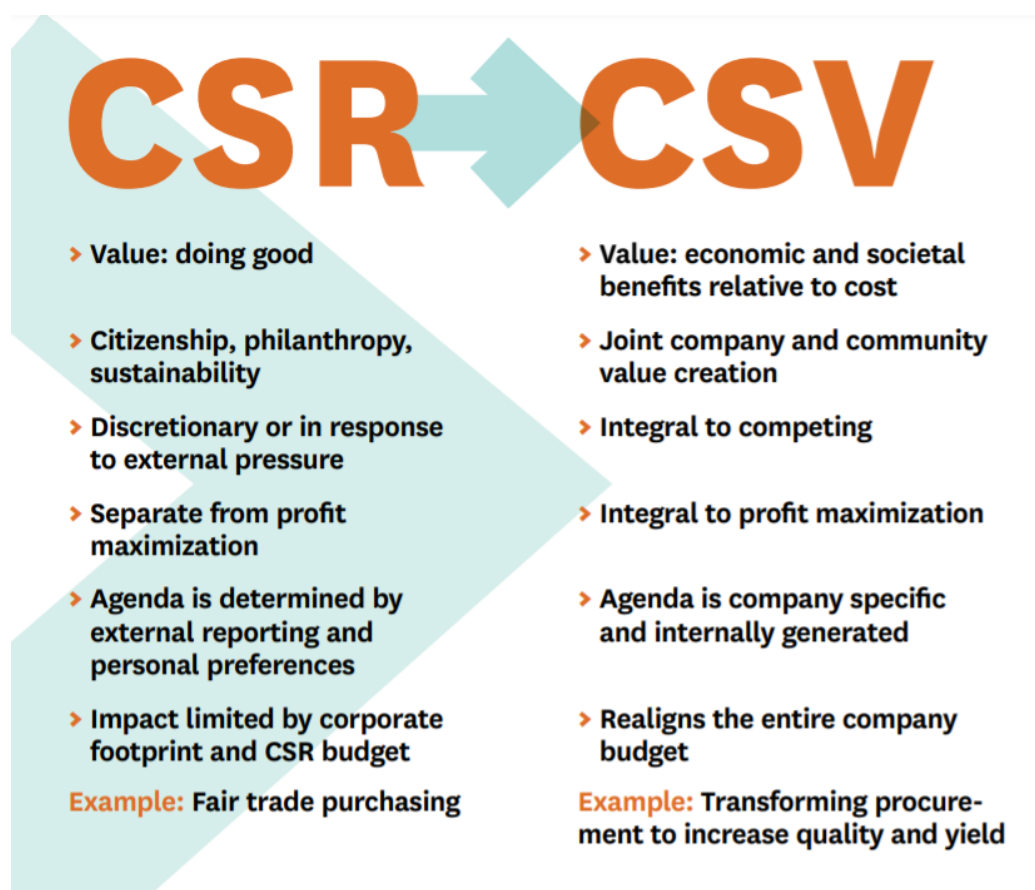 CSR
CSV
> Value: doing good
> Value: economic and societal
benefits relative to cost
> Citizenship, philanthropy,
sustainability
> Joint company and community
value creation
> Discretionary or in response
to external pressure
> Integral to competing
> Separate from profit
maximization
> Integral to profit maximization
> Agenda is determined by
external reporting and
personal preferences
> Agenda is company specific
and internally generated
> Impact limited by corporate
footprint and CSR budget
> Realigns the entire company
budget
Example: Fair trade purchasing
Example: Transforming procure-
ment to increase quality and yield